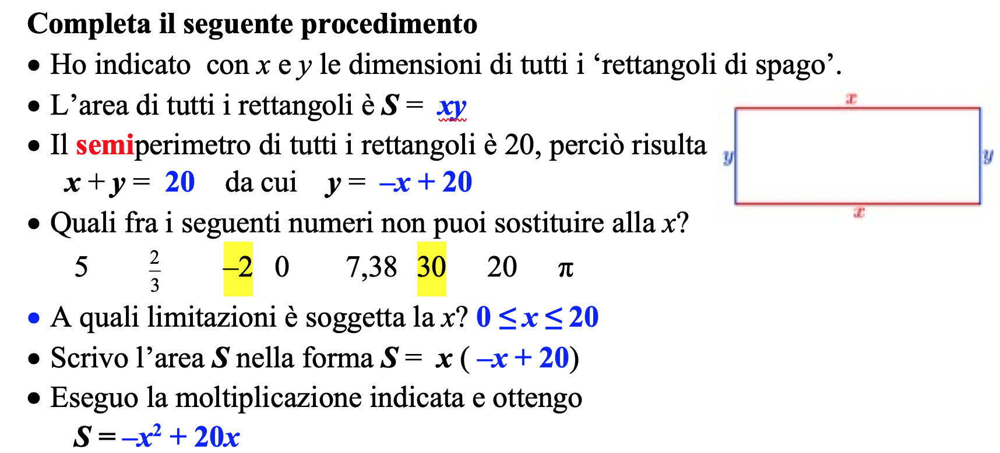 Completa il seguente procedimento
• Ho indicato con x e y le dimensioni di tutti i ‘rettangoli di spago’.
• L’area di tutti i rettangoli è S = xy
• Il semiperimetro di tutti i rettangoli è 20, perciò risulta
x + y = 20 da cui y = –x + 20
x
y
y
x
• Quali fra i seguenti numeri non puoi sostituire alla x?
5 2/3 –2 0 7,38 30 20 π
• A quali limitazioni è soggetta la x? 0 ≤ x ≤ 20
• Scrivo l’area S nella forma S = x ( –x + 20)
• Eseguo la moltiplicazione indicata e ottengo
S = –x² + 20x